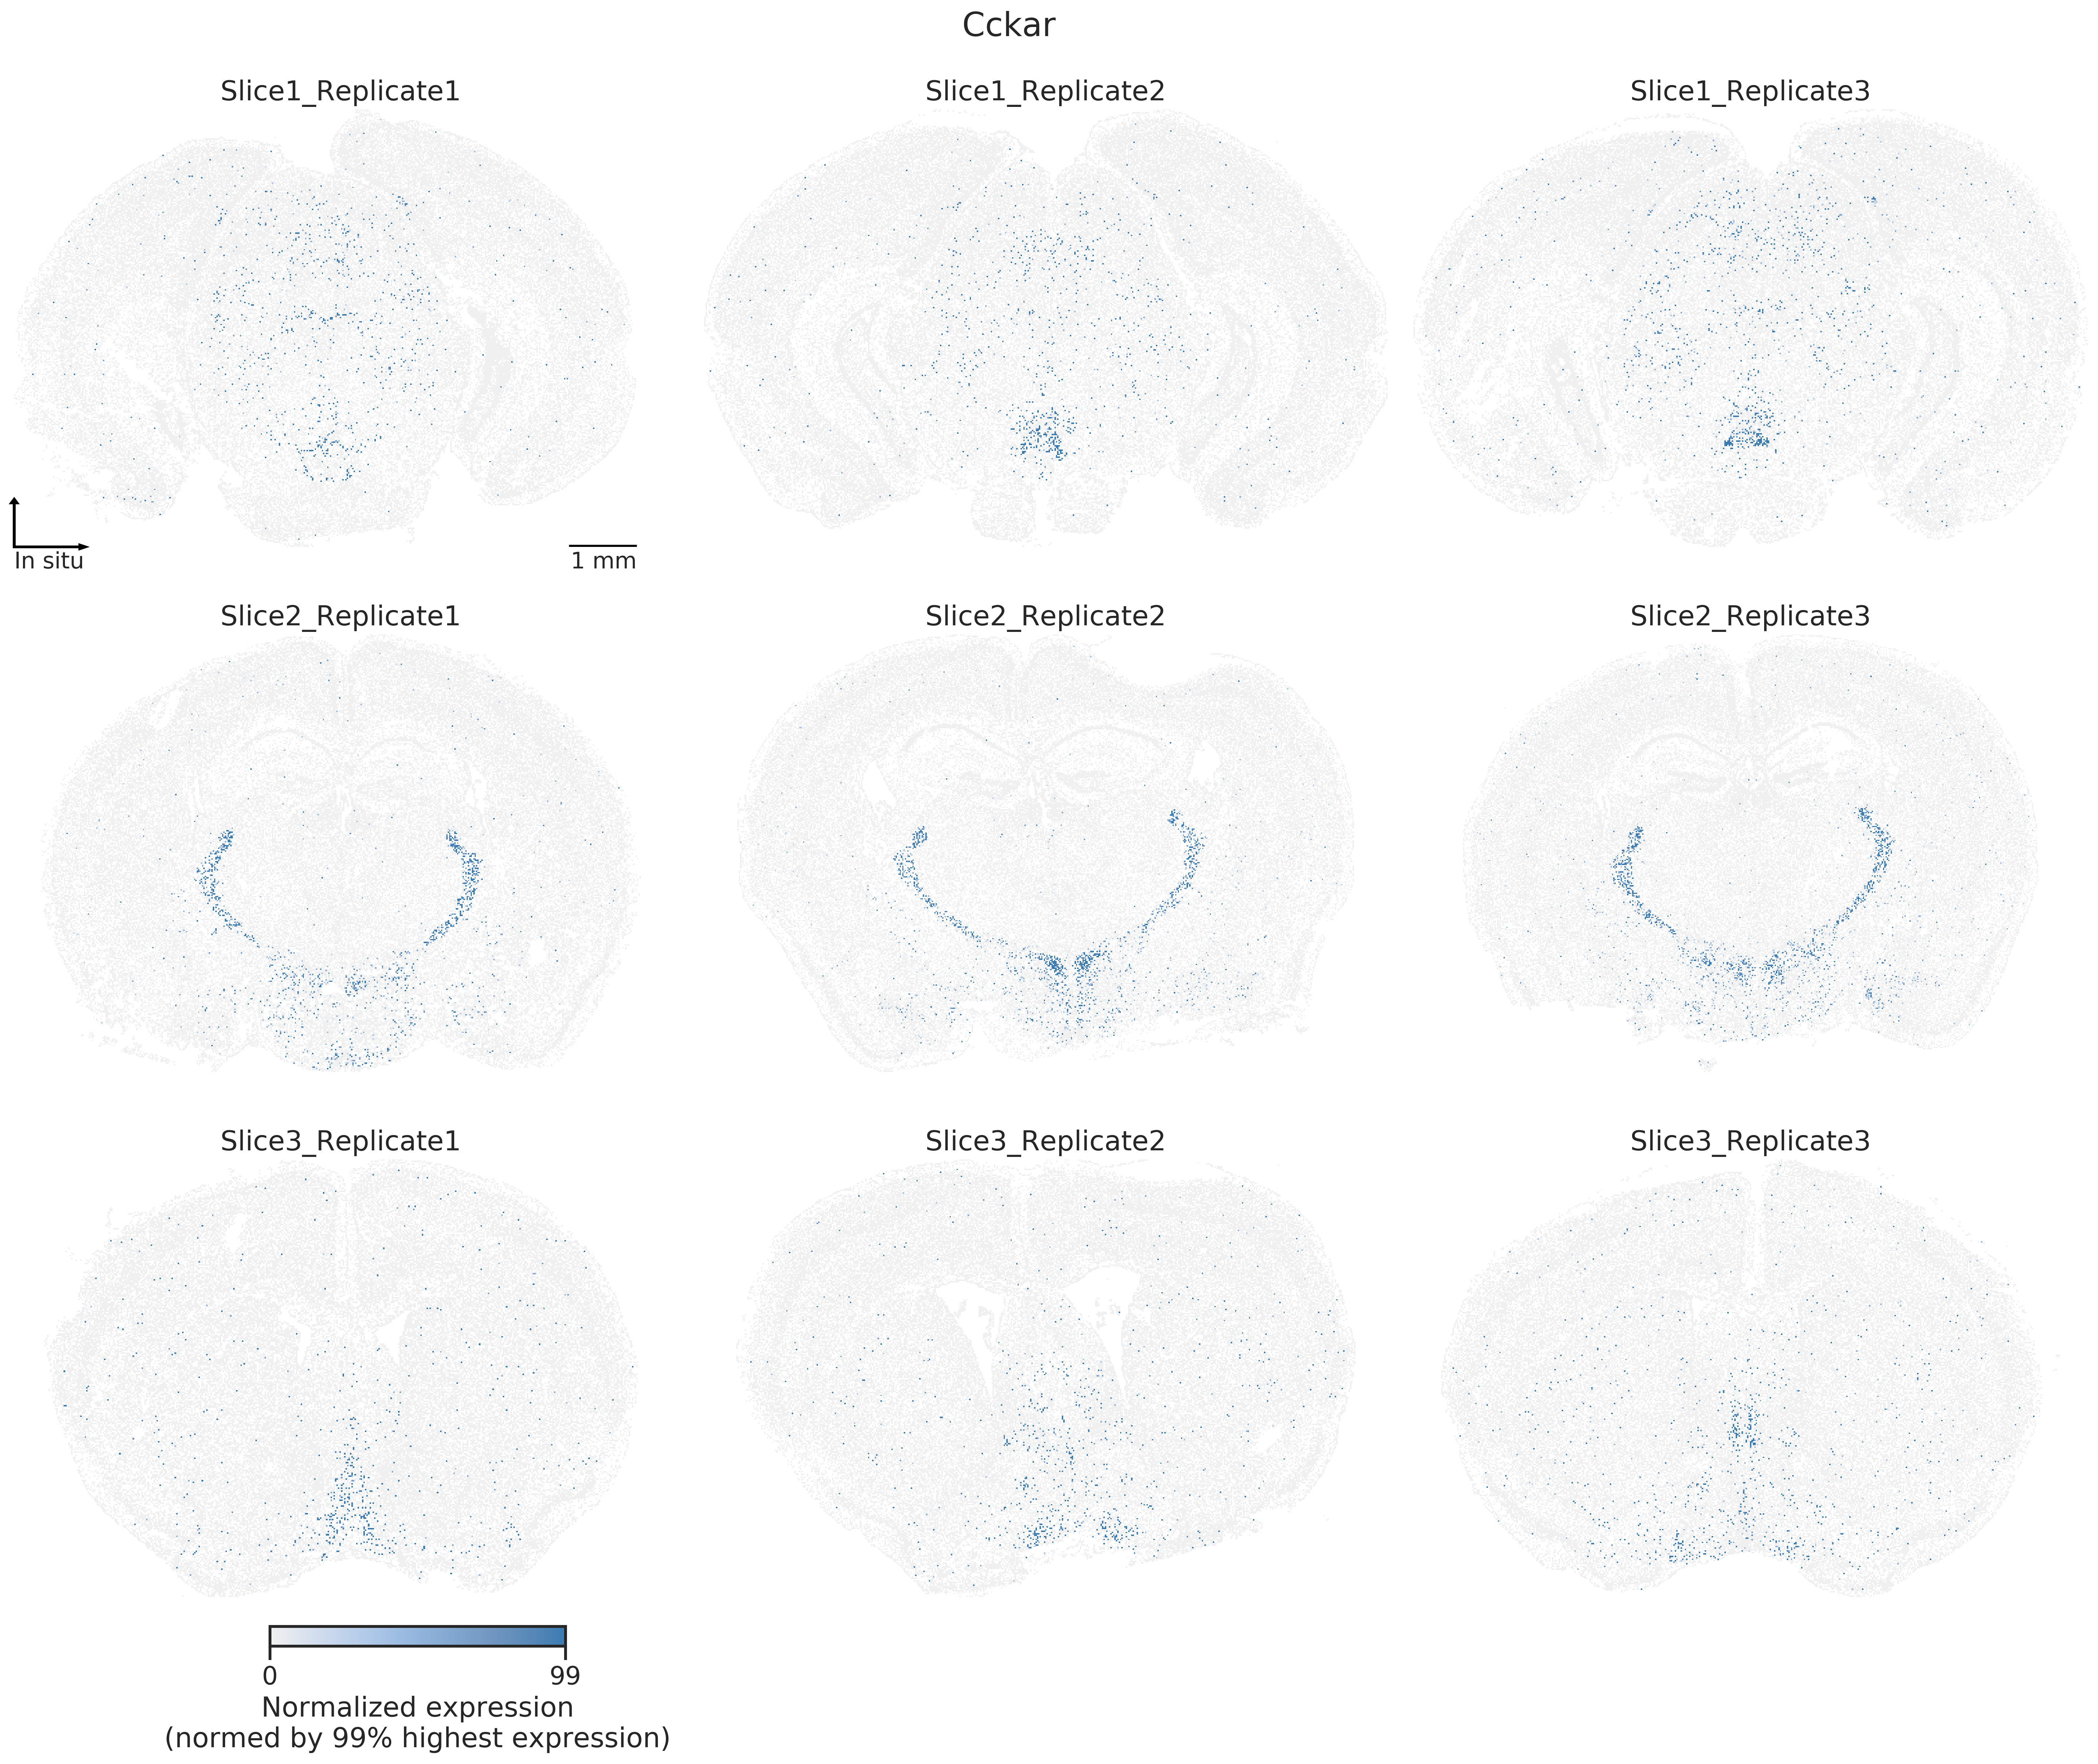 Cckar
Slice1_Replicate1
Slice1_Replicate2
Slice1_Replicate3
In situ
1 mm
Slice2_Replicate1
Slice2_Replicate2
Slice2_Replicate3
Slice3_Replicate1
Slice3_Replicate2
Slice3_Replicate3
0
99
Normalized expression
(normed by 99% highest expression)